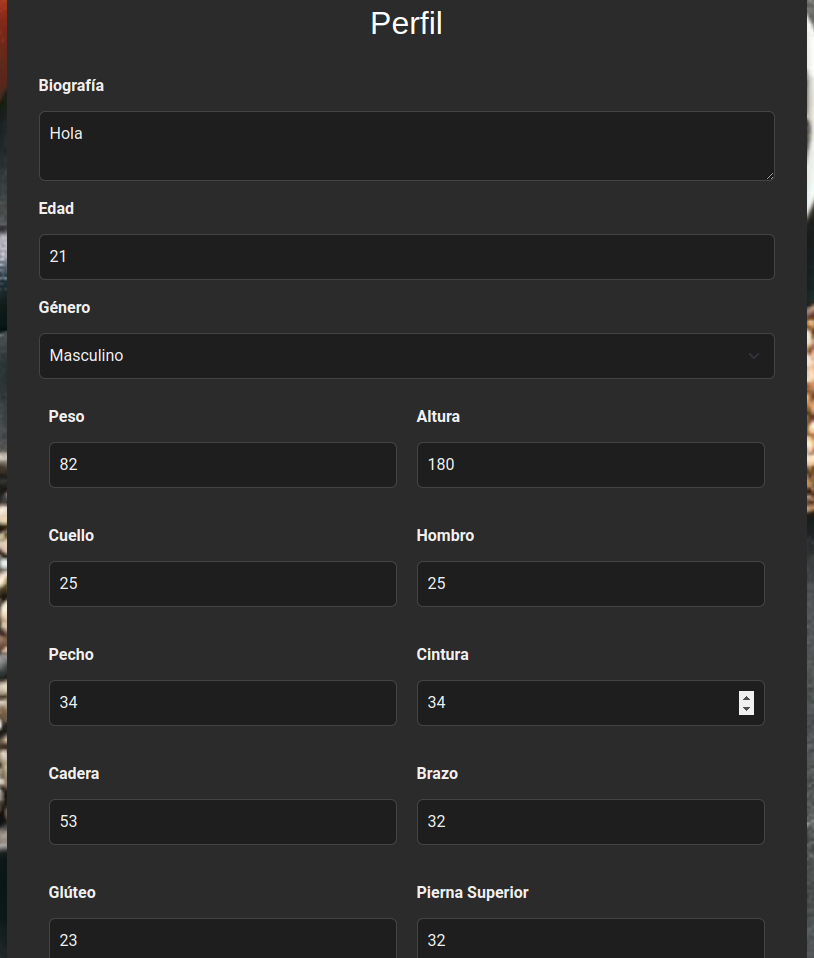 Perfil
Biografía
Hola
Edad
21
Género
Masculino
Peso Altura
82 180
Cuello Hombro
25 25
Pecho Cintura
34 34
Cadera Brazo
53 32
Glúteo Pierna Superior
23 32